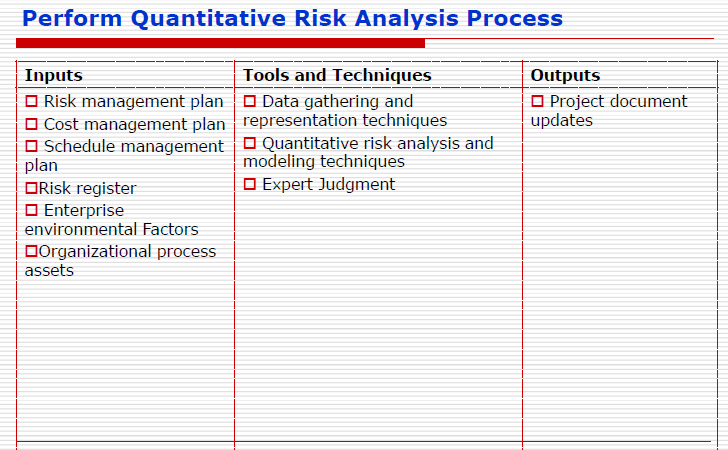 Perform Quantitative Risk Analysis Process
Inputs
Risk management plan
Cost management plan
Schedule management
plan
Risk register
Enterprise
environmental Factors
Organizational process
assets
Tools and Techniques
Data gathering and
representation techniques
Quantitative risk analysis and
modeling techniques
Expert Judgment
Outputs
Project document
updates